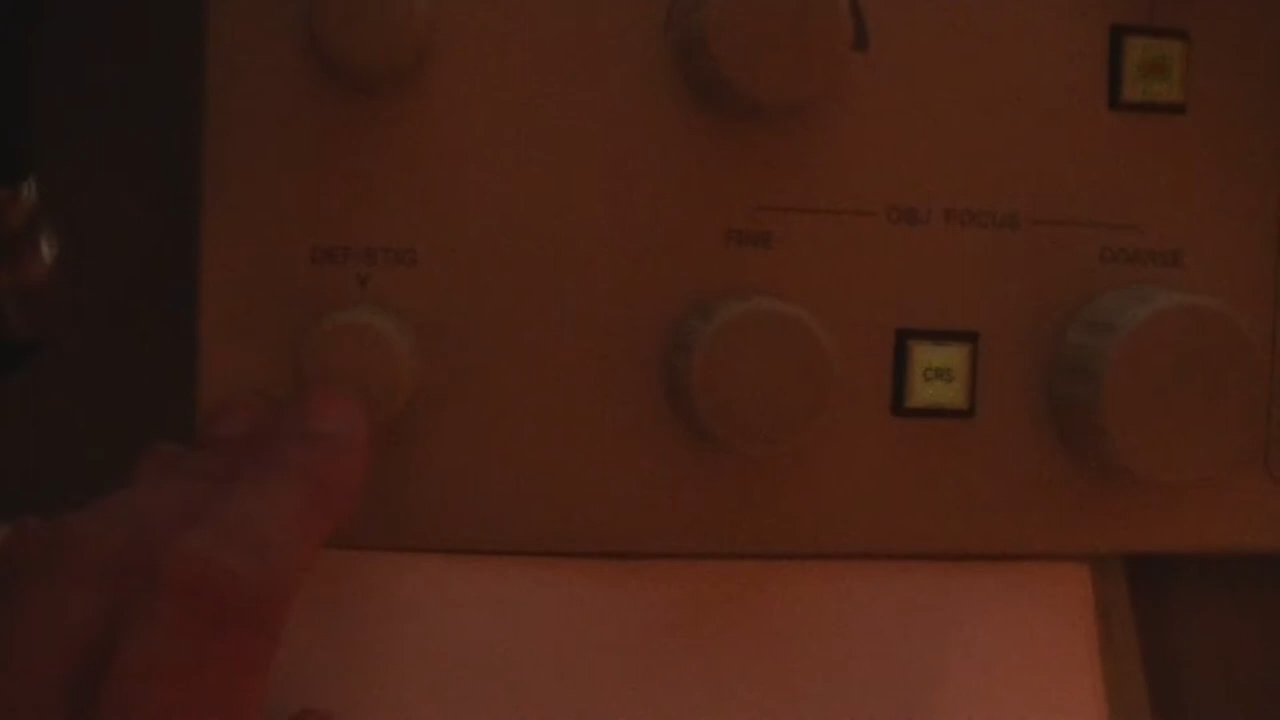 OBJ FOCUS
FINE
COARSE
DEF/STIG
Y
CRS